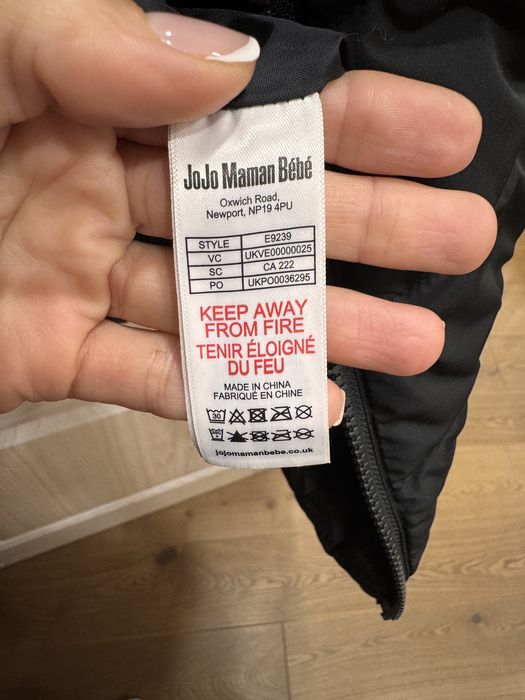 JoJo Maman Bébé
Oxwich Road,
Newport, NP19 4PU
STYLE E9239
VC UKVE00000025
SC CA 222
PO UKPO0036295
KEEP AWAY
FROM FIRE
TENIR ÉLOIGNÉ
DU FEU
MADE IN CHINA
FABRIQUÉ EN CHINE
30
jojomamanbebe.co.uk